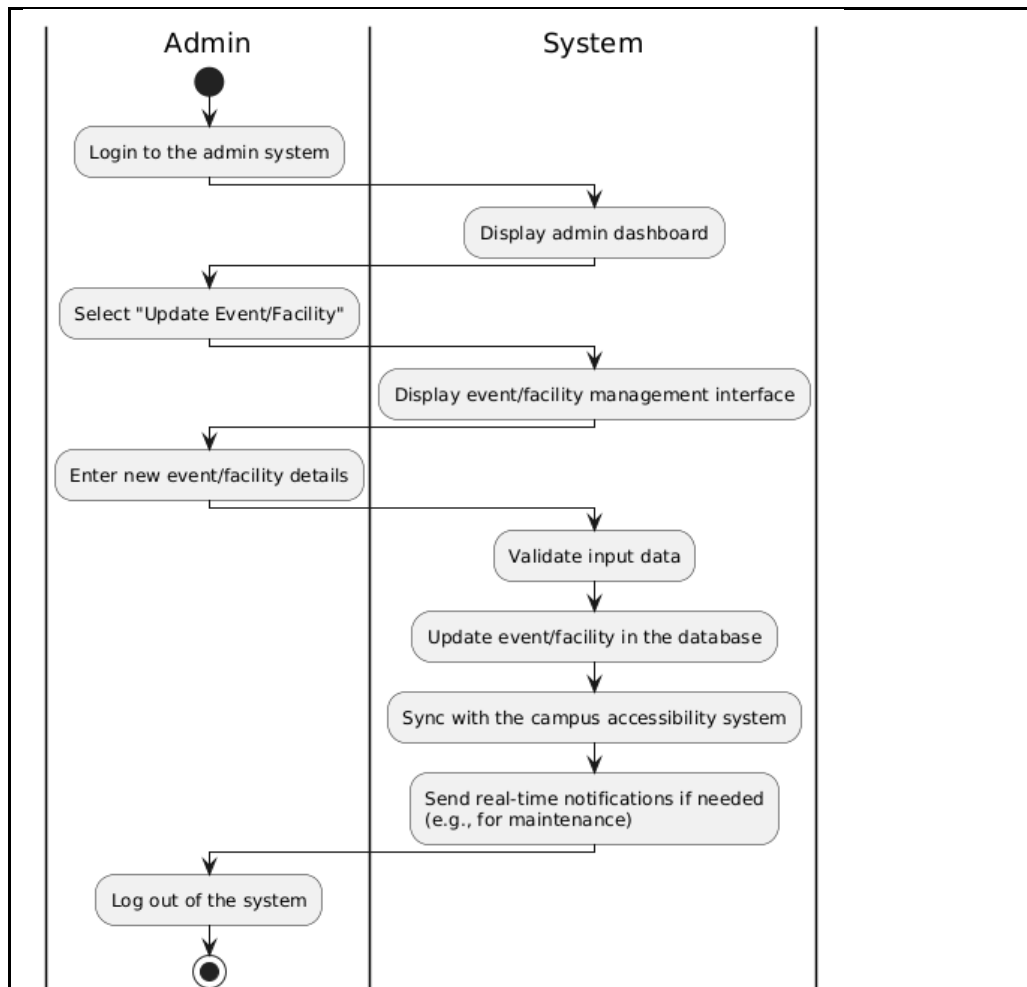 Admin
System
Login to the admin system
Display admin dashboard
Select "Update Event/Facility"
Display event/facility management interface
Enter new event/facility details
Validate input data
Update event/facility in the database
Sync with the campus accessibility system
Send real-time notifications if needed
(e.g., for maintenance)
Log out of the system